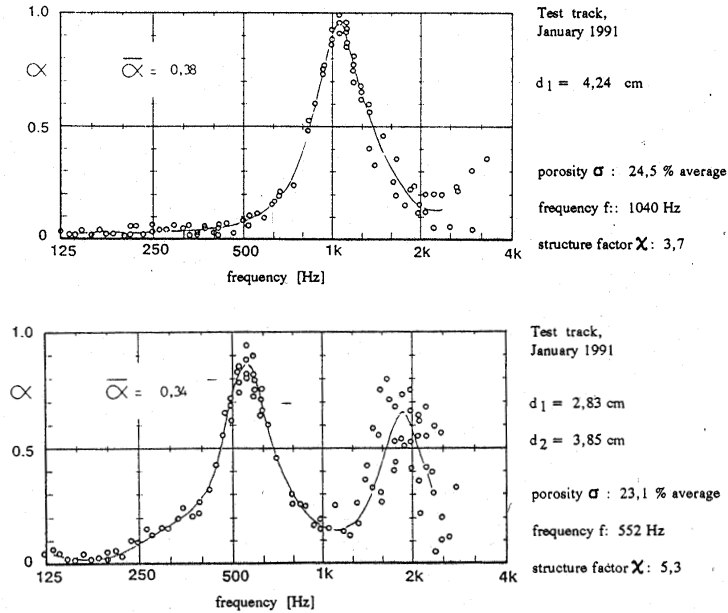 1.0
α
α = 0,38
0.5
0
125
250
500
1k
2k
4k
frequency [Hz]
Test track,
January 1991
d1 = 4,24 cm
porosity σ : 24,5 % average
frequency f:: 1040 Hz
structure factor χ: 3,7
1.0
α
α = 0,34
0.5
0
125
250
500
1k
2k
4k
frequency [Hz]
Test track,
January 1991
d1 = 2,83 cm
d2 = 3,85 cm
porosity σ : 23,1 % average
frequency f: 552 Hz
structure factor χ: 5,3